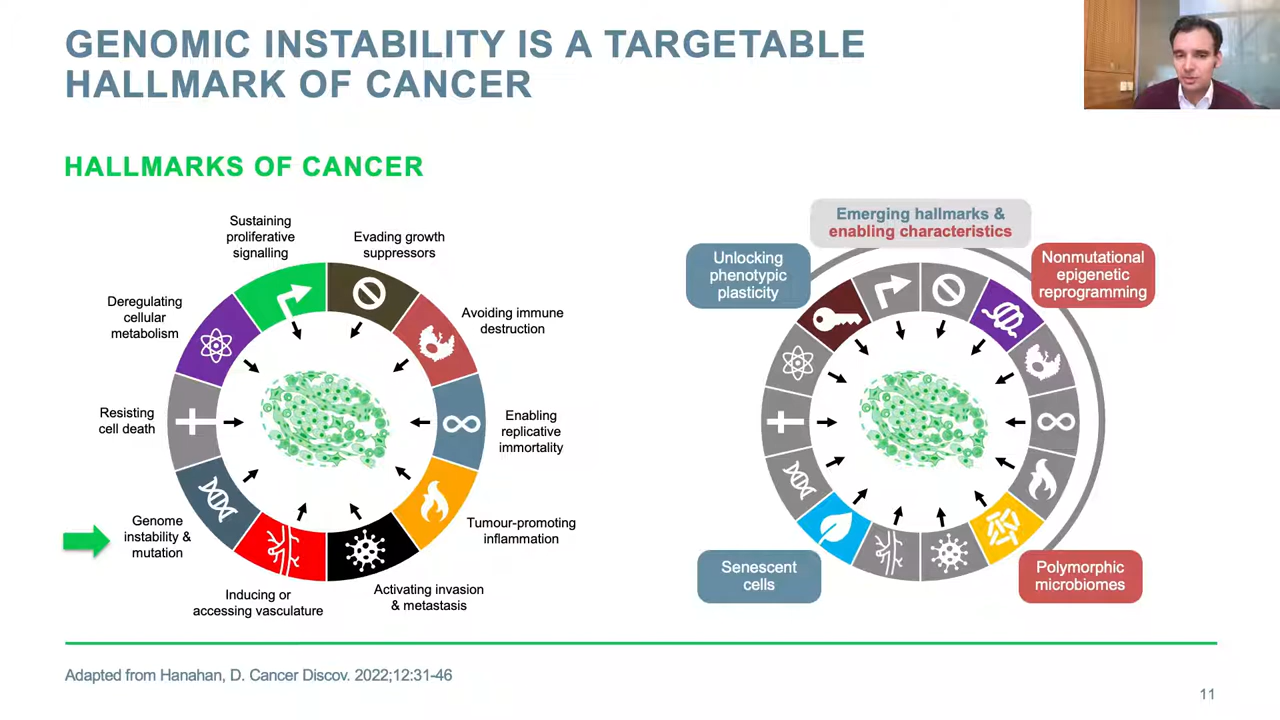 GENOMIC INSTABILITY IS A TARGETABLE
HALLMARK OF CANCER
HALLMARKS OF CANCER
Sustaining
proliferative
signalling
Evading growth
suppressors
Deregulating
cellular
metabolism
Avoiding immune
destruction
Resisting
cell death
Enabling
replicative
immortality
Genome
instability &
mutation
Tumour-promoting
inflammation
Inducing or
accessing vasculature
Activating invasion
& metastasis
Emerging hallmarks &
enabling characteristics
Unlocking
phenotypic
plasticity
Nonmutational
epigenetic
reprogramming
Senescent
cells
Polymorphic
microbiomes
Adapted from Hanahan, D. Cancer Discov. 2022;12:31-46
11